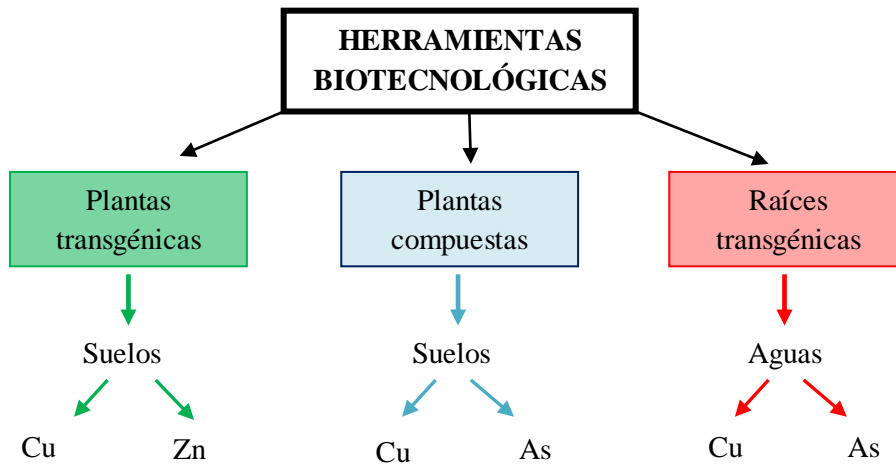 HERRAMIENTAS
BIOTECNOLÓGICAS
Plantas
transgénicas
Plantas
compuestas
Raíces
transgénicas
Suelos
Suelos
Aguas
Cu
Zn
Cu
As
Cu
As